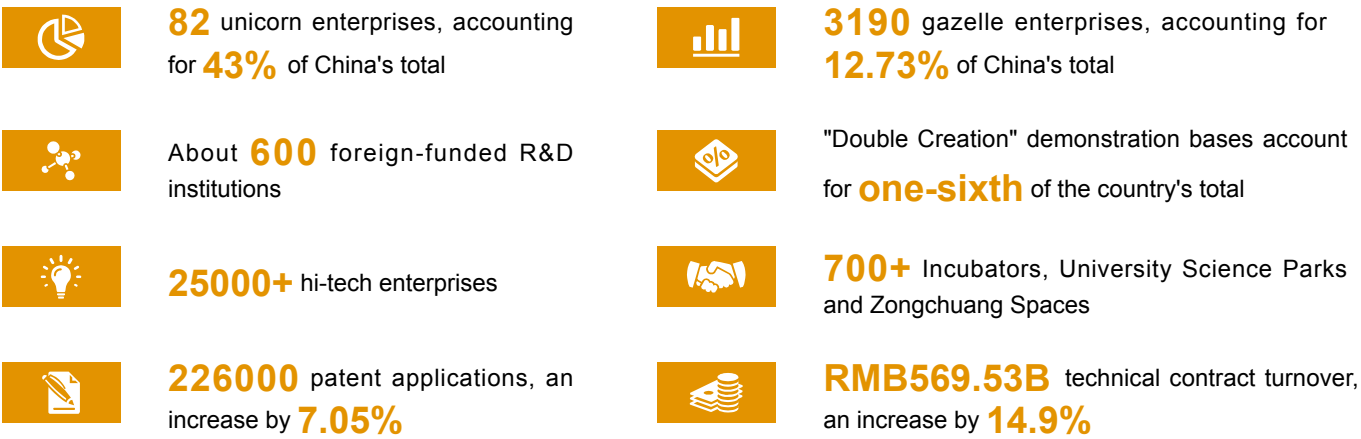 82 unicorn enterprises, accounting
for 43% of China's total
3190 gazelle enterprises, accounting for
12.73% of China's total
About 600 foreign-funded R&D
institutions
"Double Creation" demonstration bases account
for one-sixth of the country's total
25000+ hi-tech enterprises
700+ Incubators, University Science Parks
and Zongchuang Spaces
226000 patent applications, an
increase by 7.05%
RMB569.53B technical contract turnover,
an increase by 14.9%